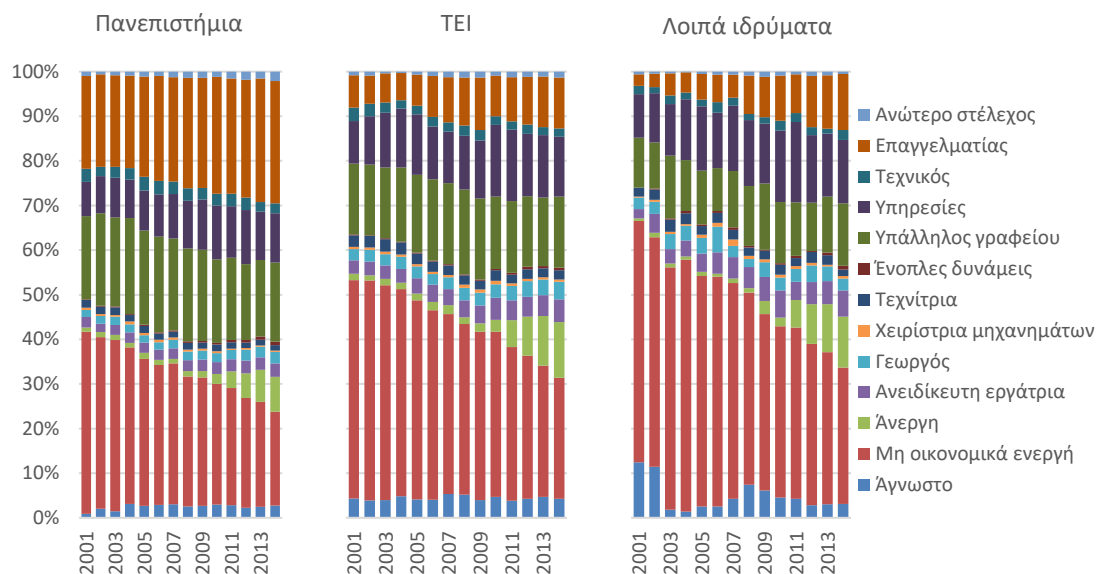 Πανεπιστήμια
ΤΕΙ
Λοιπά ιδρύματα
100%
90%
80%
70%
60%
50%
40%
30%
20%
10%
0%
2001
2003
2005
2007
2009
2011
2013
2001
2003
2005
2007
2009
2011
2013
2001
2003
2005
2007
2009
2011
2013
Ανώτερο στέλεχος
Επαγγελματίας
Τεχνικός
Υπηρεσίες
Υπάλληλος γραφείου
Ένοπλες δυνάμεις
Τεχνίτρια
Χειρίστρια μηχανημάτων
Γεωργός
Ανειδίκευτη εργάτρια
Άνεργη
Μη οικονομικά ενεργή
Άγνωστο